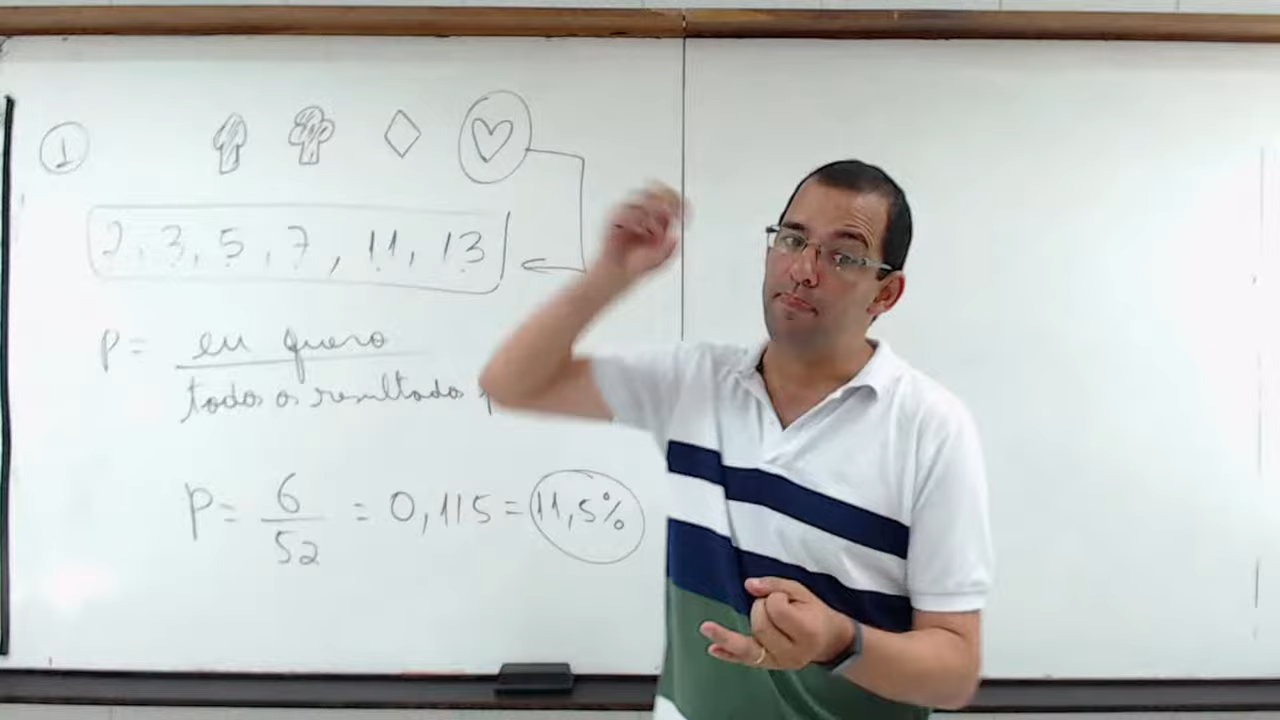 1
2, 3, 5, 7, 11, 13
p = eu quero
todos os resultados
p = 6/52 = 0,115 = 11,5%